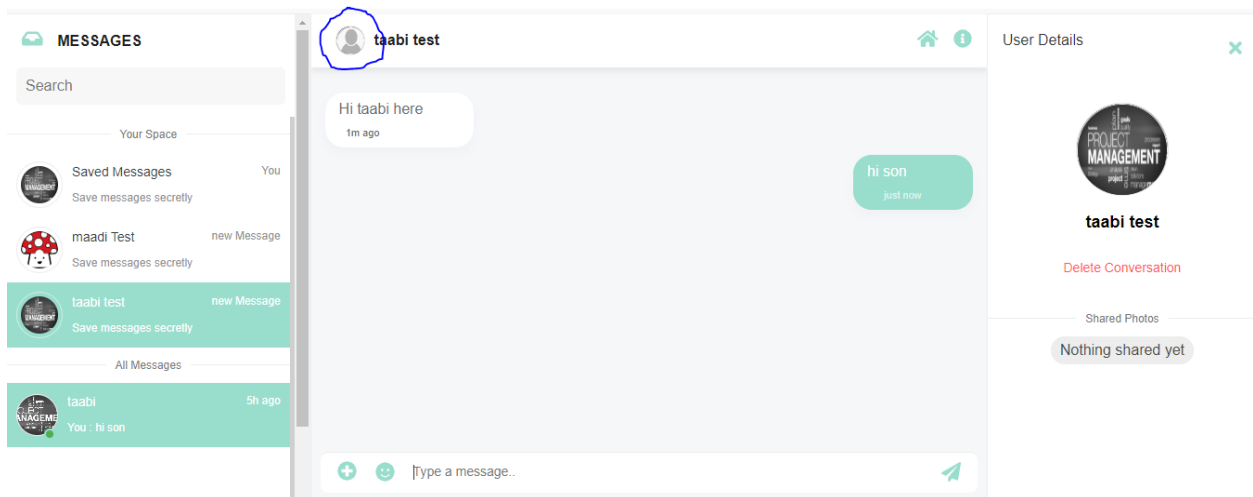 MESSAGES
Search
Your Space
Saved Messages You
Save messages secretly
maadi Test new Message
Save messages secretly
taabi test new Message
Save messages secretly
All Messages
taabi 5h ago
You : hi son
taabi test
Hi taabi here
1m ago
hi son
just now
Type a message..
User Details
PROJECT
MANAGEMENT
taabi test
Delete Conversation
Shared Photos
Nothing shared yet